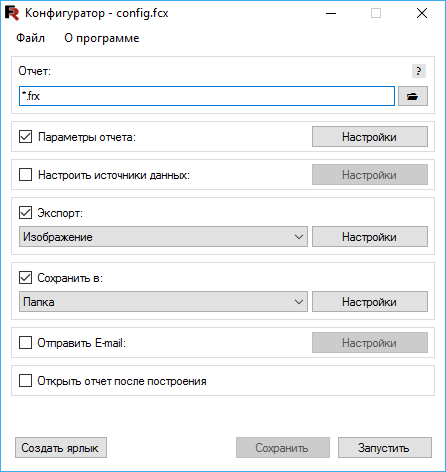 FR Конфигуратор - config.fcx
Файл О программе
Отчет: ?
*.frx
Параметры отчета: Настройки
Настроить источники данных: Настройки
Экспорт:
Изображение Настройки
Сохранить в:
Папка Настройки
Отправить E-mail: Настройки
Открыть отчет после построения
Создать ярлык Сохранить Запустить